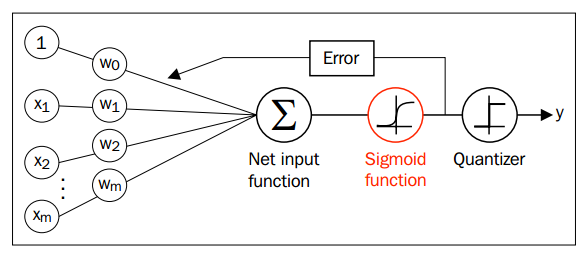 1
w₀
Error
x₁
w₁
Σ
y
x₂
w₂
Net input
function
Sigmoid
function
Quantizer
⋮
wₘ
xₘ